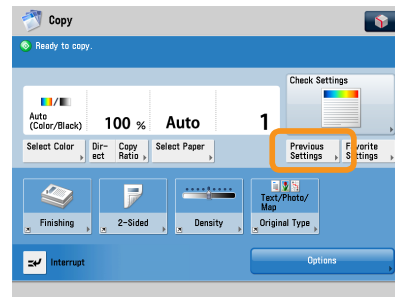 Copy
Ready to copy.
Check Settings
Auto
(Color/Black)
100 %
Auto
1
Select Color
Dir-
ect
Copy
Ratio
Select Paper
Previous
Settings
Favorite
Settings
Finishing
2-Sided
Density
Text/Photo/
Map
Original Type
Interrupt
Options